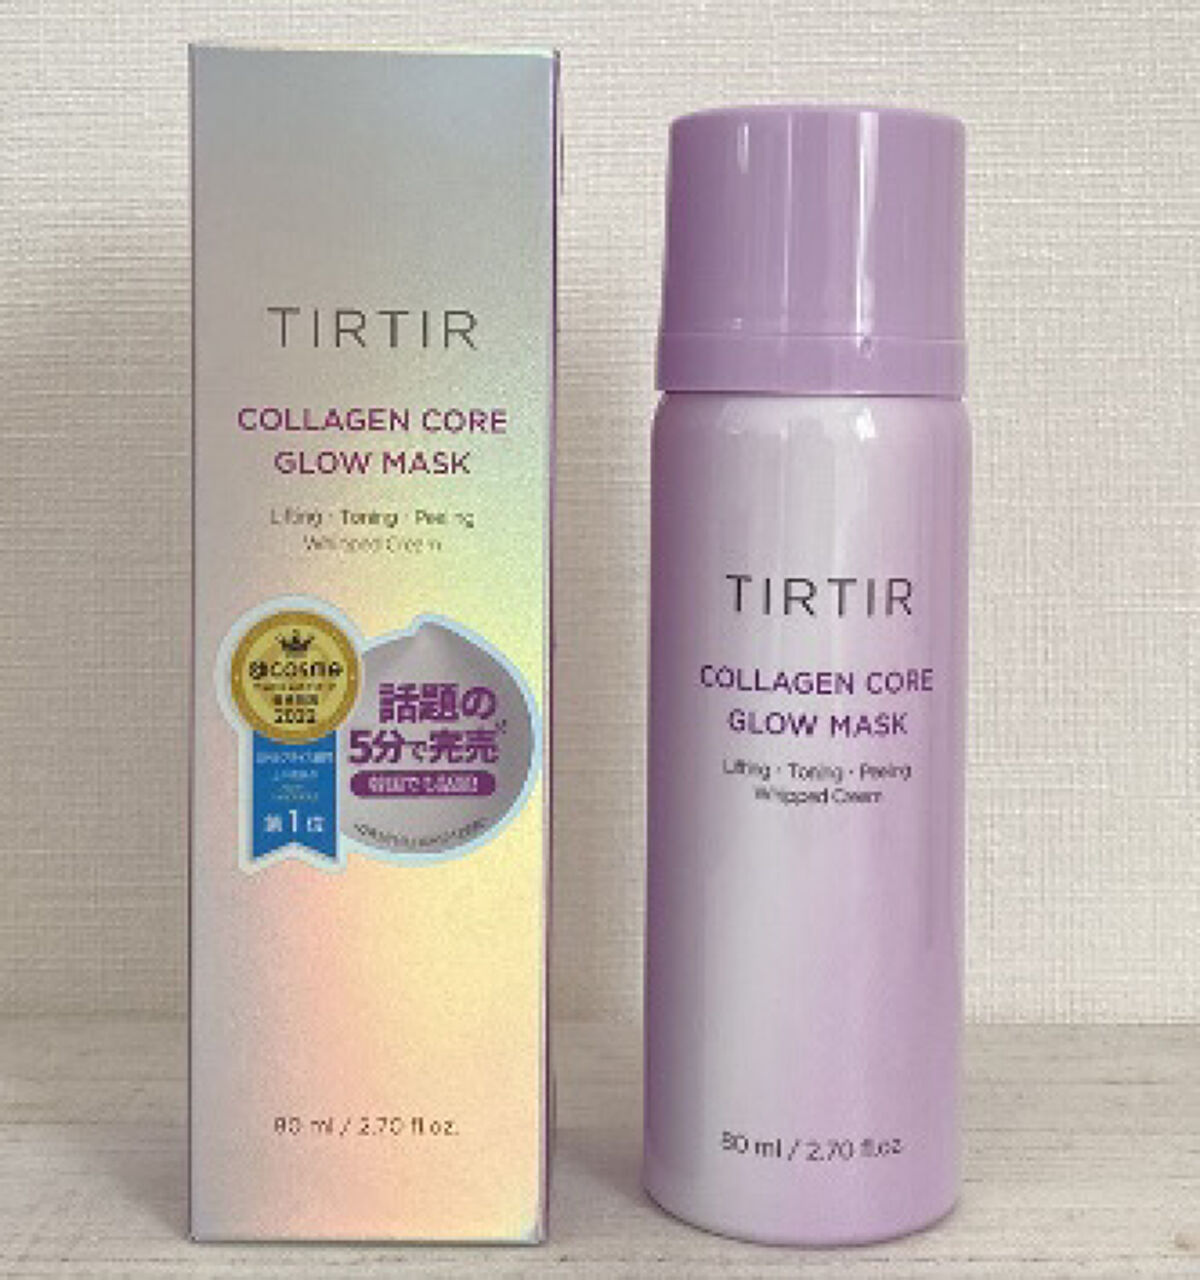 TIRTIR
COLLAGEN CORE
GLOW MASK
Lifting · Toning · Peeling
Whipped Cream
@cosme
2022
第1位
話題の
5分で完売
80 ml / 2.70 fl oz.
TIRTIR
COLLAGEN CORE
GLOW MASK
Lifting · Toning · Peeling
Whipped Cream
80 ml / 2.70 fl.oz.